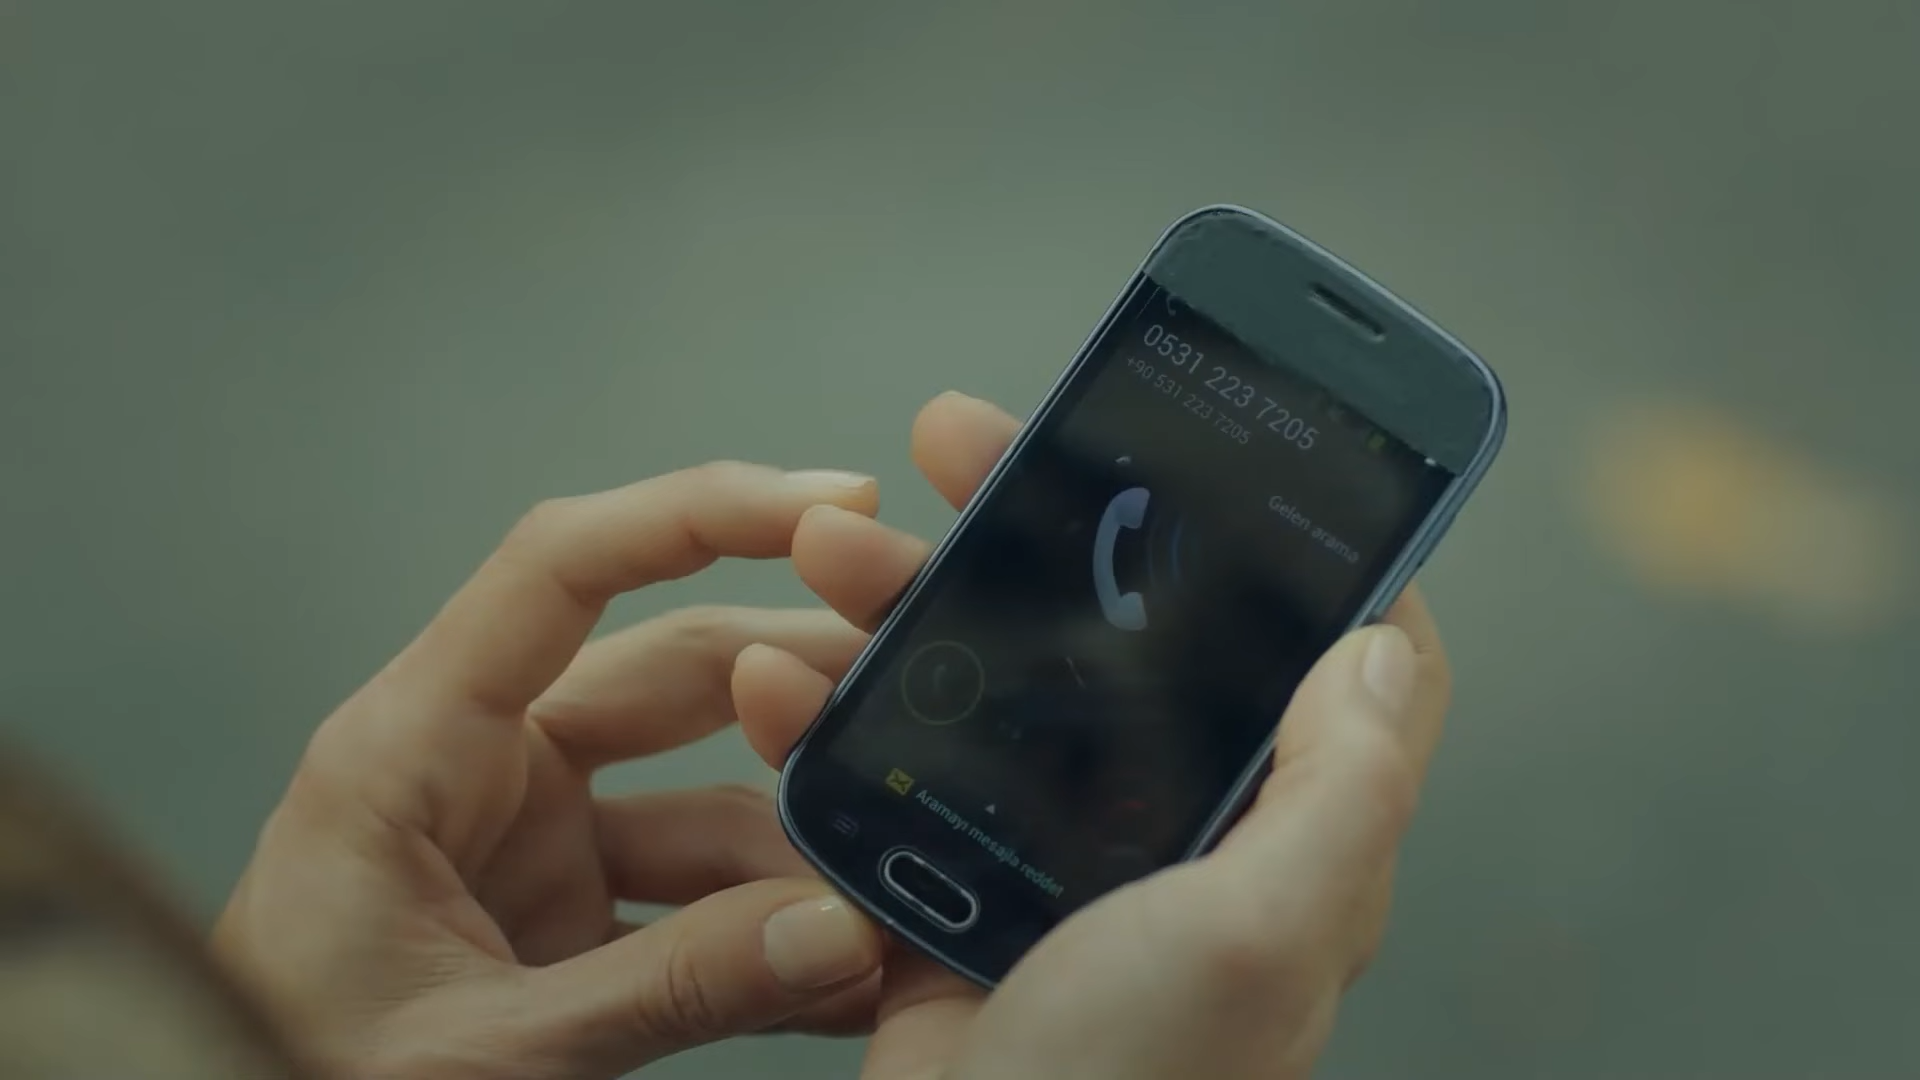 0531 223 7205
+90 531 223 7205
Gelen arama
Aramayı mesajla reddet